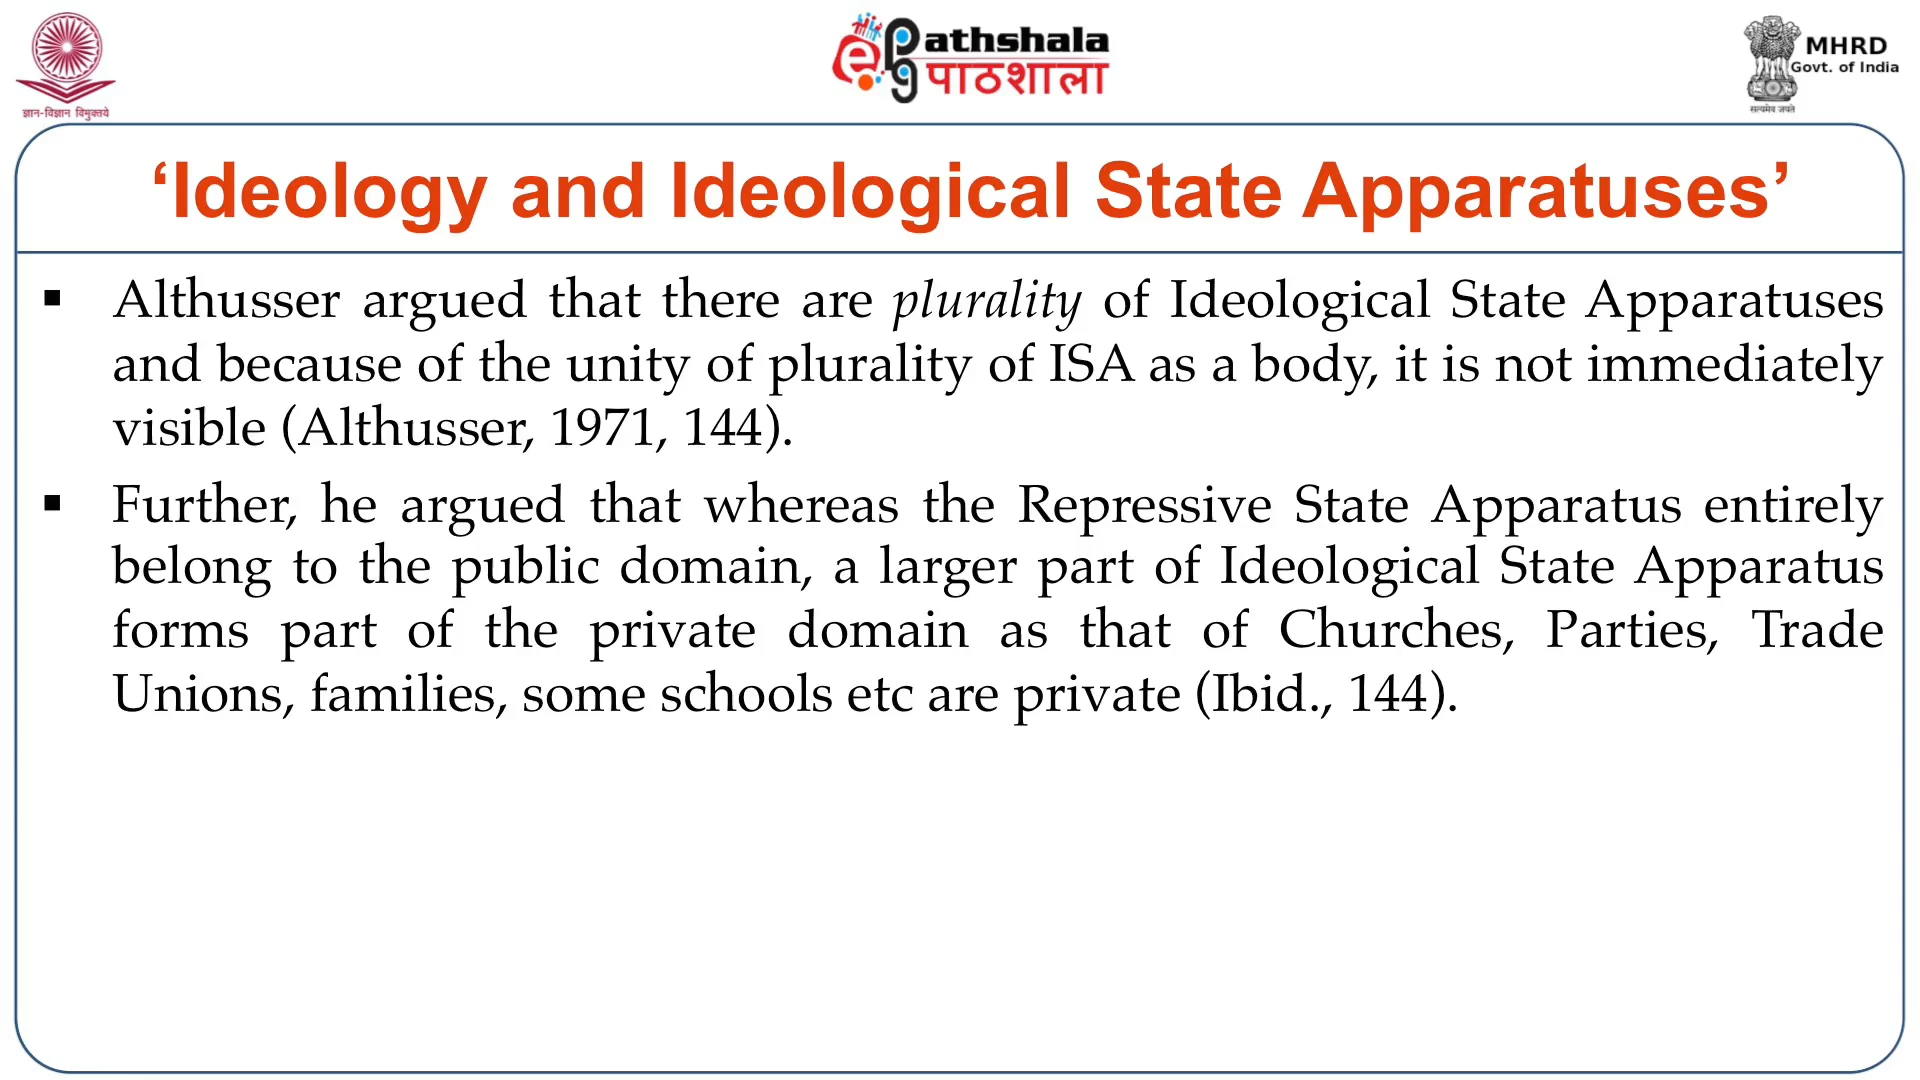 ज्ञान-विज्ञान विमुक्तये
ePathshala
पाठशाला
MHRD
Govt. of India
सत्यमेव जयते
‘Ideology and Ideological State Apparatuses’
▪ Althusser argued that there are plurality of Ideological State Apparatuses
and because of the unity of plurality of ISA as a body, it is not immediately
visible (Althusser, 1971, 144).
▪ Further, he argued that whereas the Repressive State Apparatus entirely
belong to the public domain, a larger part of Ideological State Apparatus
forms part of the private domain as that of Churches, Parties, Trade
Unions, families, some schools etc are private (Ibid., 144).